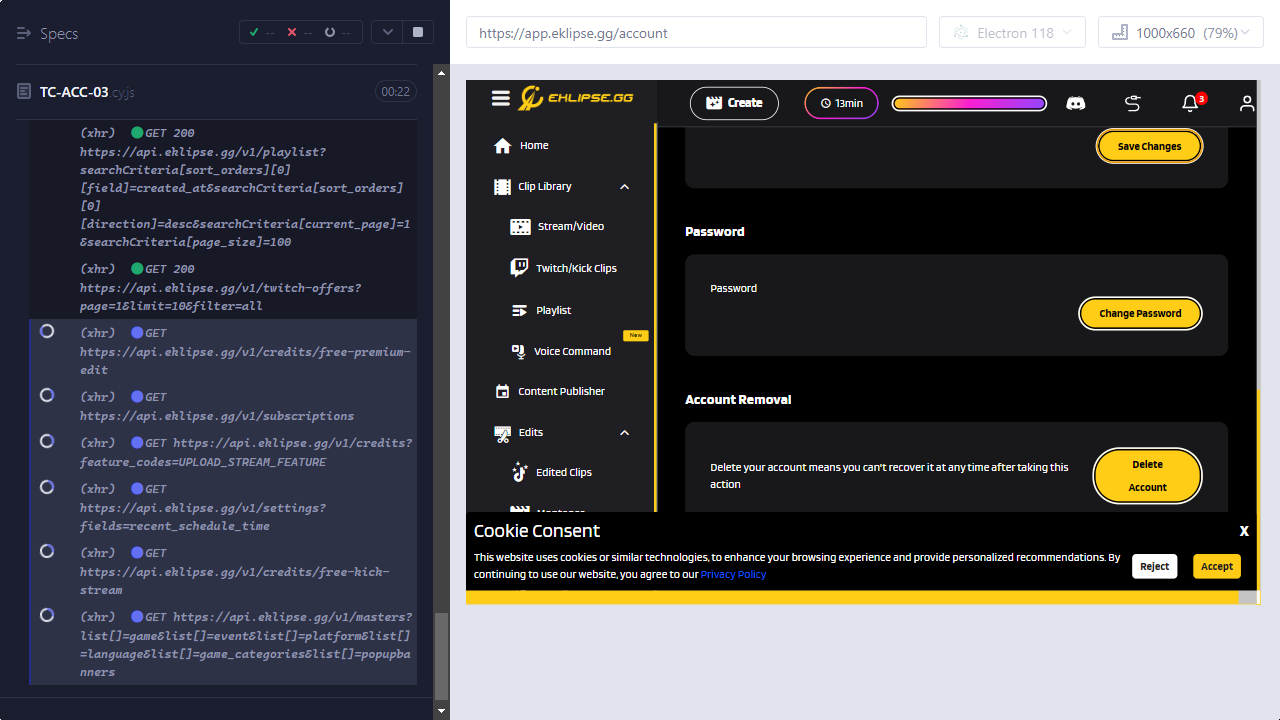 Specs
-- -- --
TC-ACC-03 cy.js
00:22
(xhr) GET 200
https://api.eklipse.gg/v1/playlist?
searchCriteria[sort_orders][0]
[field]=created_at&searchCriteria[sort_orders]
[0]
[direction]=desc&searchCriteria[current_page]=1
&searchCriteria[page_size]=100
(xhr) GET 200
https://api.eklipse.gg/v1/twitch-offers?
page=1&limit=10&filter=all
(xhr) GET
https://api.eklipse.gg/v1/credits/free-premium-
edit
(xhr) GET
https://api.eklipse.gg/v1/subscriptions
(xhr) GET https://api.eklipse.gg/v1/credits?
feature_codes=UPLOAD_STREAM_FEATURE
(xhr) GET
https://api.eklipse.gg/v1/settings?
fields=recent_schedule_time
(xhr) GET
https://api.eklipse.gg/v1/credits/free-kick-
stream
(xhr) GET https://api.eklipse.gg/v1/masters?
list[]=game&list[]=event&list[]=platform&list[]
=language&list[]=game_categories&list[]=popupba
nners
https://app.eklipse.gg/account
Electron 118
1000x660 (79%)
EKLIPSE.GG
Create
13min
3
Home
Clip Library
Stream/Video
Twitch/Kick Clips
Playlist
New
Voice Command
Content Publisher
Edits
Edited Clips
Save Changes
Password
Password
Change Password
Account Removal
Delete your account means you can't recover it at any time after taking this
action
Delete
Account
Cookie Consent
X
This website uses cookies or similar technologies, to enhance your browsing experience and provide personalized recommendations. By
continuing to use our website, you agree to our Privacy Policy
Reject
Accept